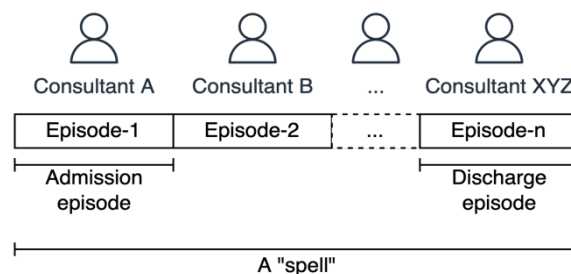 Consultant A Consultant B ... Consultant XYZ
Episode-1 Episode-2 ... Episode-n
Admission episode Discharge episode
A "spell"